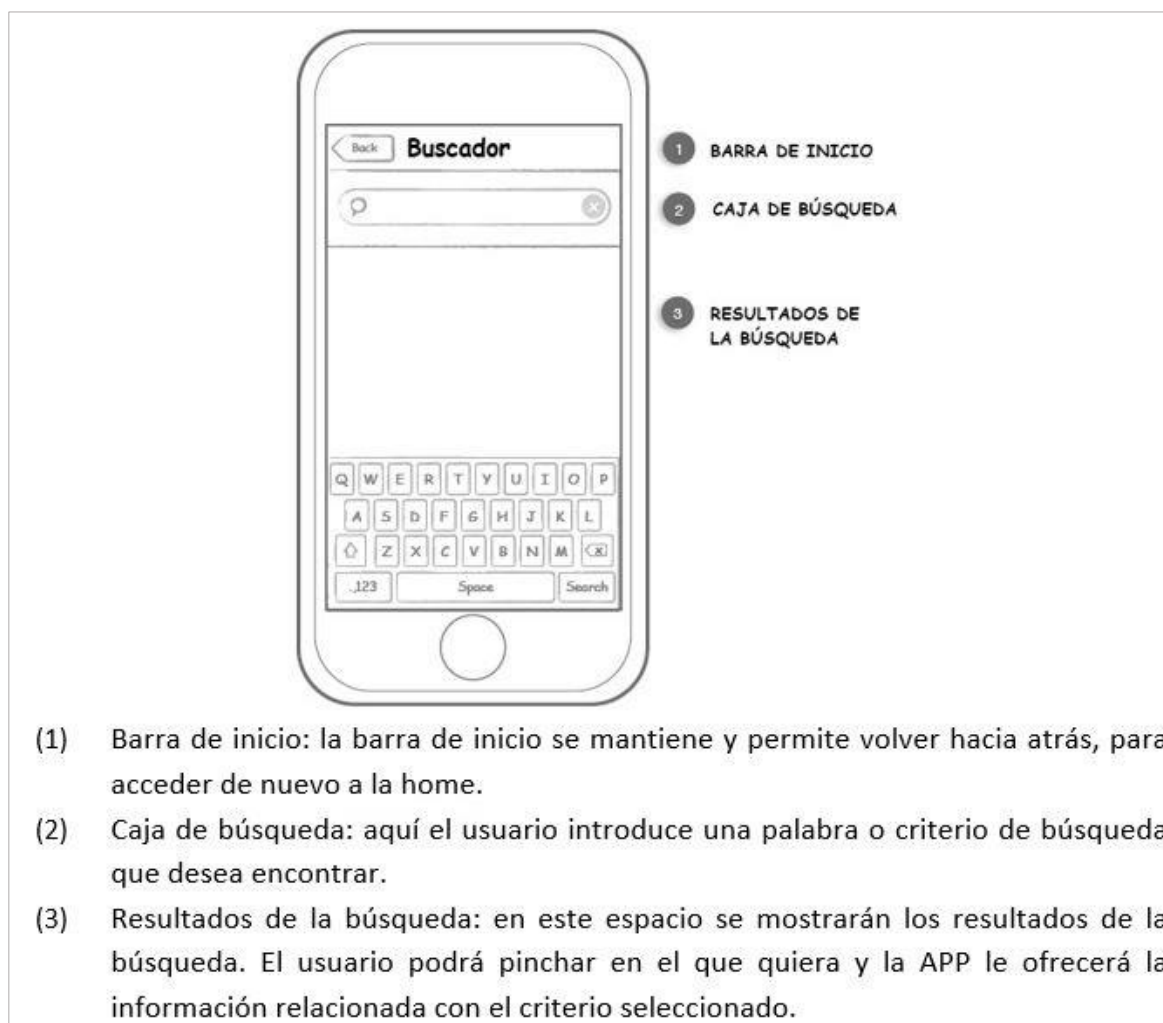 Back Buscador
1 BARRA DE INICIO
2 CAJA DE BÚSQUEDA
3 RESULTADOS DE
LA BÚSQUEDA
Q W E R T Y U I O P
A S D F G H J K L
Z X C V B N M
.,123 Space Search
(1) Barra de inicio: la barra de inicio se mantiene y permite volver hacia atrás, para
acceder de nuevo a la home.
(2) Caja de búsqueda: aquí el usuario introduce una palabra o criterio de búsqueda
que desea encontrar.
(3) Resultados de la búsqueda: en este espacio se mostrarán los resultados de la
búsqueda. El usuario podrá pinchar en el que quiera y la APP le ofrecerá la
información relacionada con el criterio seleccionado.